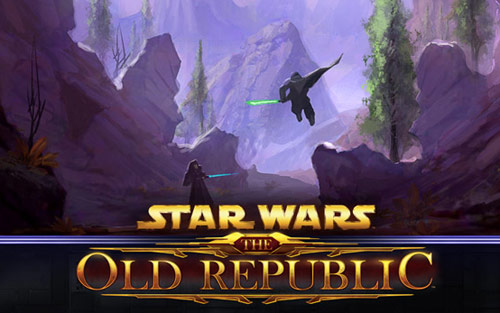 STAR WARS
THE
OLD REPUBLIC